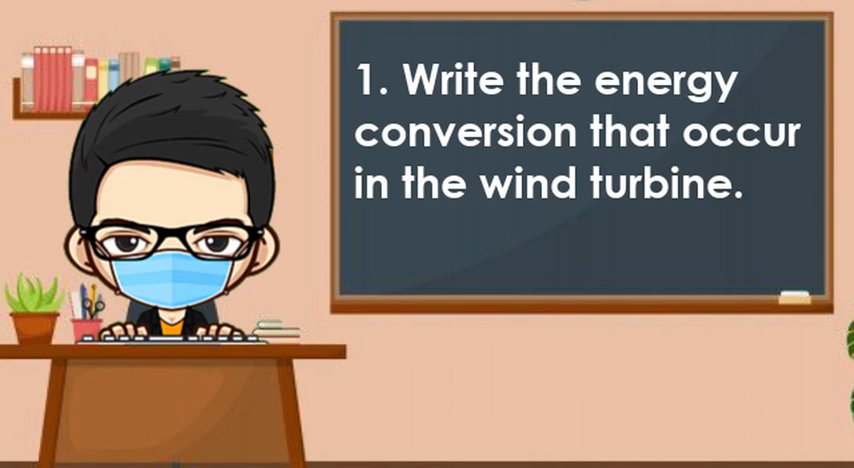 1. Write the energy
conversion that occur
in the wind turbine.